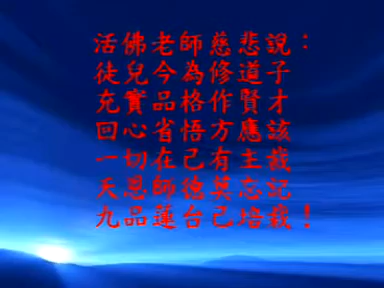 活佛老師慈悲說：
徒兒今為修道子
充實品格作賢才
回心省悟方應該
一切在己有主裁
天恩師德莫忘記
九品蓮台己培栽！